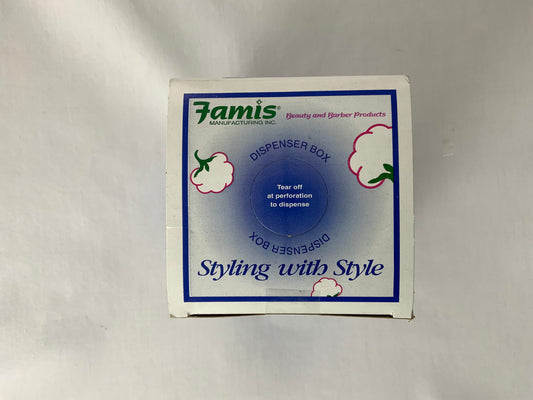 Famis®
MANUFACTURING INC.
Beauty and Barber Products
DISPENSER BOX
Tear off
at perforation
to dispense
DISPENSER BOX
Styling with Style